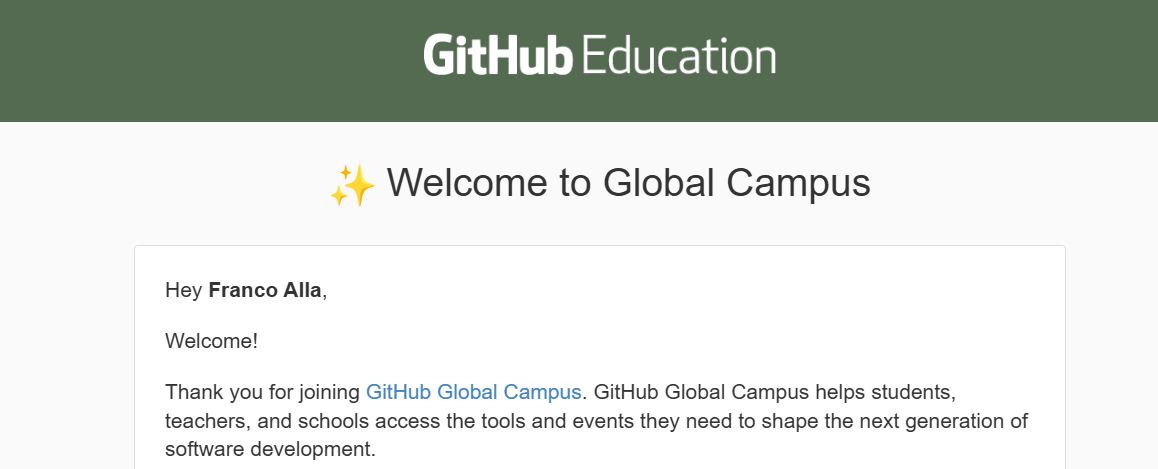 GitHub Education
✨ Welcome to Global Campus
Hey Franco Alla,
Welcome!
Thank you for joining GitHub Global Campus. GitHub Global Campus helps students,
teachers, and schools access the tools and events they need to shape the next generation of
software development.